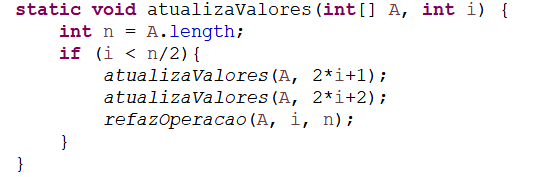 static void atualizaValores(int[] A, int i) {
    int n = A.length;
    if (i < n/2){
        atualizaValores(A, 2*i+1);
        atualizaValores(A, 2*i+2);
        refazOperacao(A, i, n);
    }
}